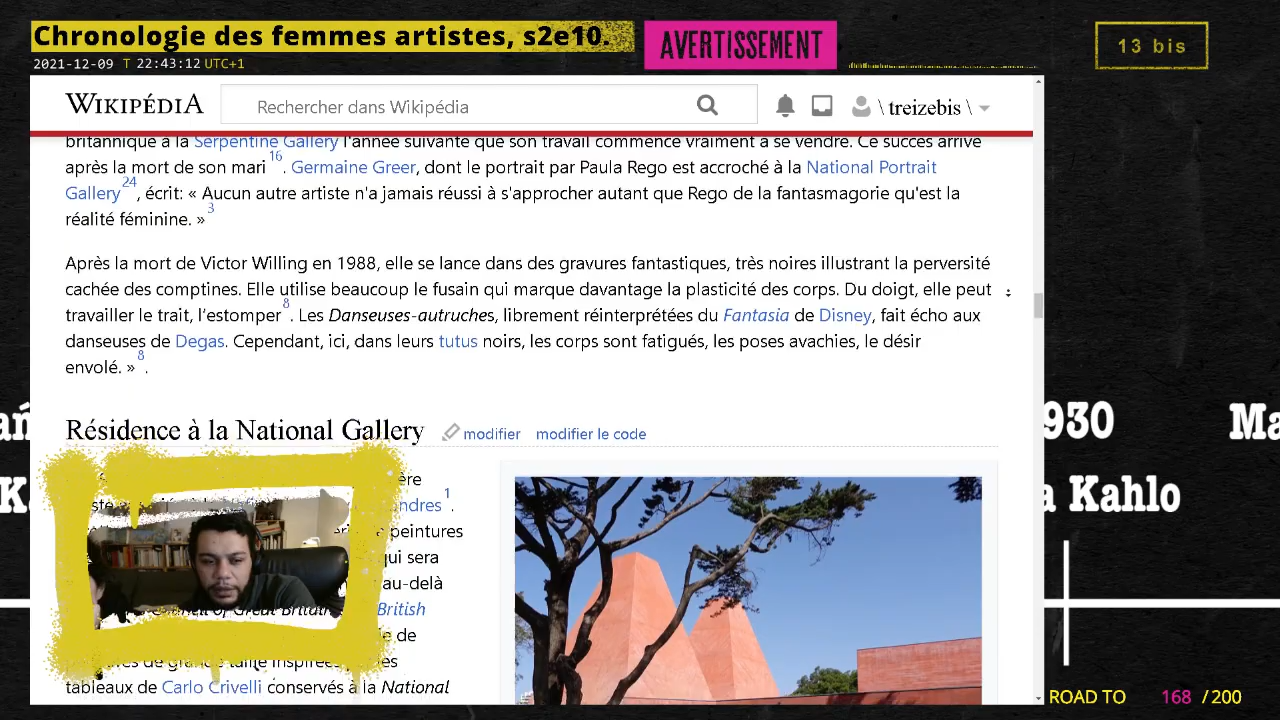 Chronologie des femmes artistes, s2e10.
AVERTISSEMENT
13 bis
2021-12-09 T 22:43:12 UTC+1
WIKIPÉDIA
Rechercher dans Wikipédia
\ treizebis \
britannique à la Serpentine Gallery l'année suivante que son travail commence vraiment à se vendre. Ce succès arrive
après la mort de son mari 16. Germaine Greer, dont le portrait par Paula Rego est accroché à la National Portrait
Gallery 24, écrit: « Aucun autre artiste n'a jamais réussi à s'approcher autant que Rego de la fantasmagorie qu'est la
réalité féminine. » 3
Après la mort de Victor Willing en 1988, elle se lance dans des gravures fantastiques, très noires illustrant la perversité
cachée des comptines. Elle utilise beaucoup le fusain qui marque davantage la plasticité des corps. Du doigt, elle peut
travailler le trait, l’estomper 8. Les Danseuses-autruches, librement réinterprétées du Fantasia de Disney, fait écho aux
danseuses de Degas. Cependant, ici, dans leurs tutus noirs, les corps sont fatigués, les poses avachies, le désir
envolé. » 8.
Résidence à la National Gallery modifier modifier le code
1.
peintures
qui sera
au-delà
of Great Britain British
de
de grande taille inspirées
tableaux de Carlo Crivelli conservés à la National
930
Ma
Kahlo
ROAD TO 168 / 200